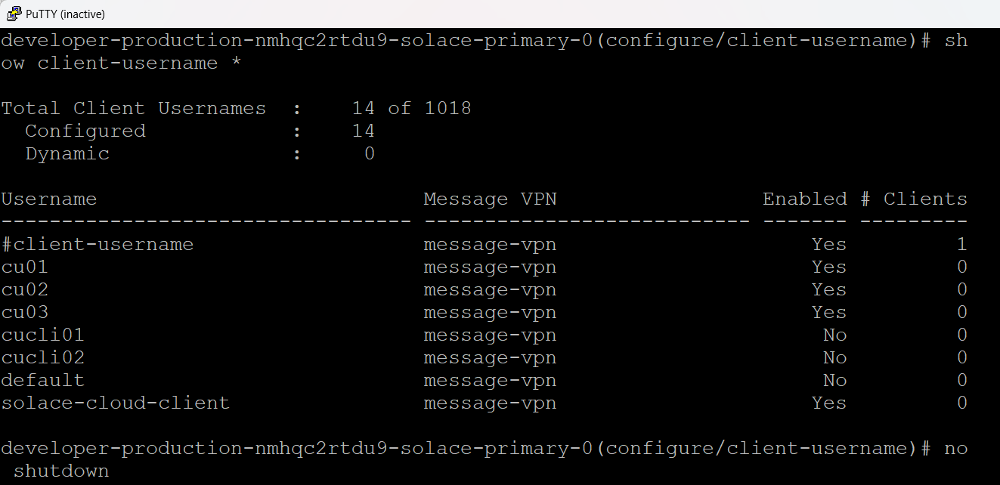 PuTTY (inactive)
developer-production-nmhqc2rtdu9-solace-primary-0(configure/client-username)# sh
ow client-username *
Total Client Usernames  :    14 of 1018
  Configured            :    14
  Dynamic               :     0
Username                           Message VPN                 Enabled # Clients
---------------------------------- --------------------------- ------- ---------
#client-username                   message-vpn                     Yes         1
cu01                               message-vpn                     Yes         0
cu02                               message-vpn                     Yes         0
cu03                               message-vpn                     Yes         0
cucli01                            message-vpn                      No         0
cucli02                            message-vpn                      No         0
default                            message-vpn                      No         0
solace-cloud-client                message-vpn                     Yes         0
developer-production-nmhqc2rtdu9-solace-primary-0(configure/client-username)# no
 shutdown